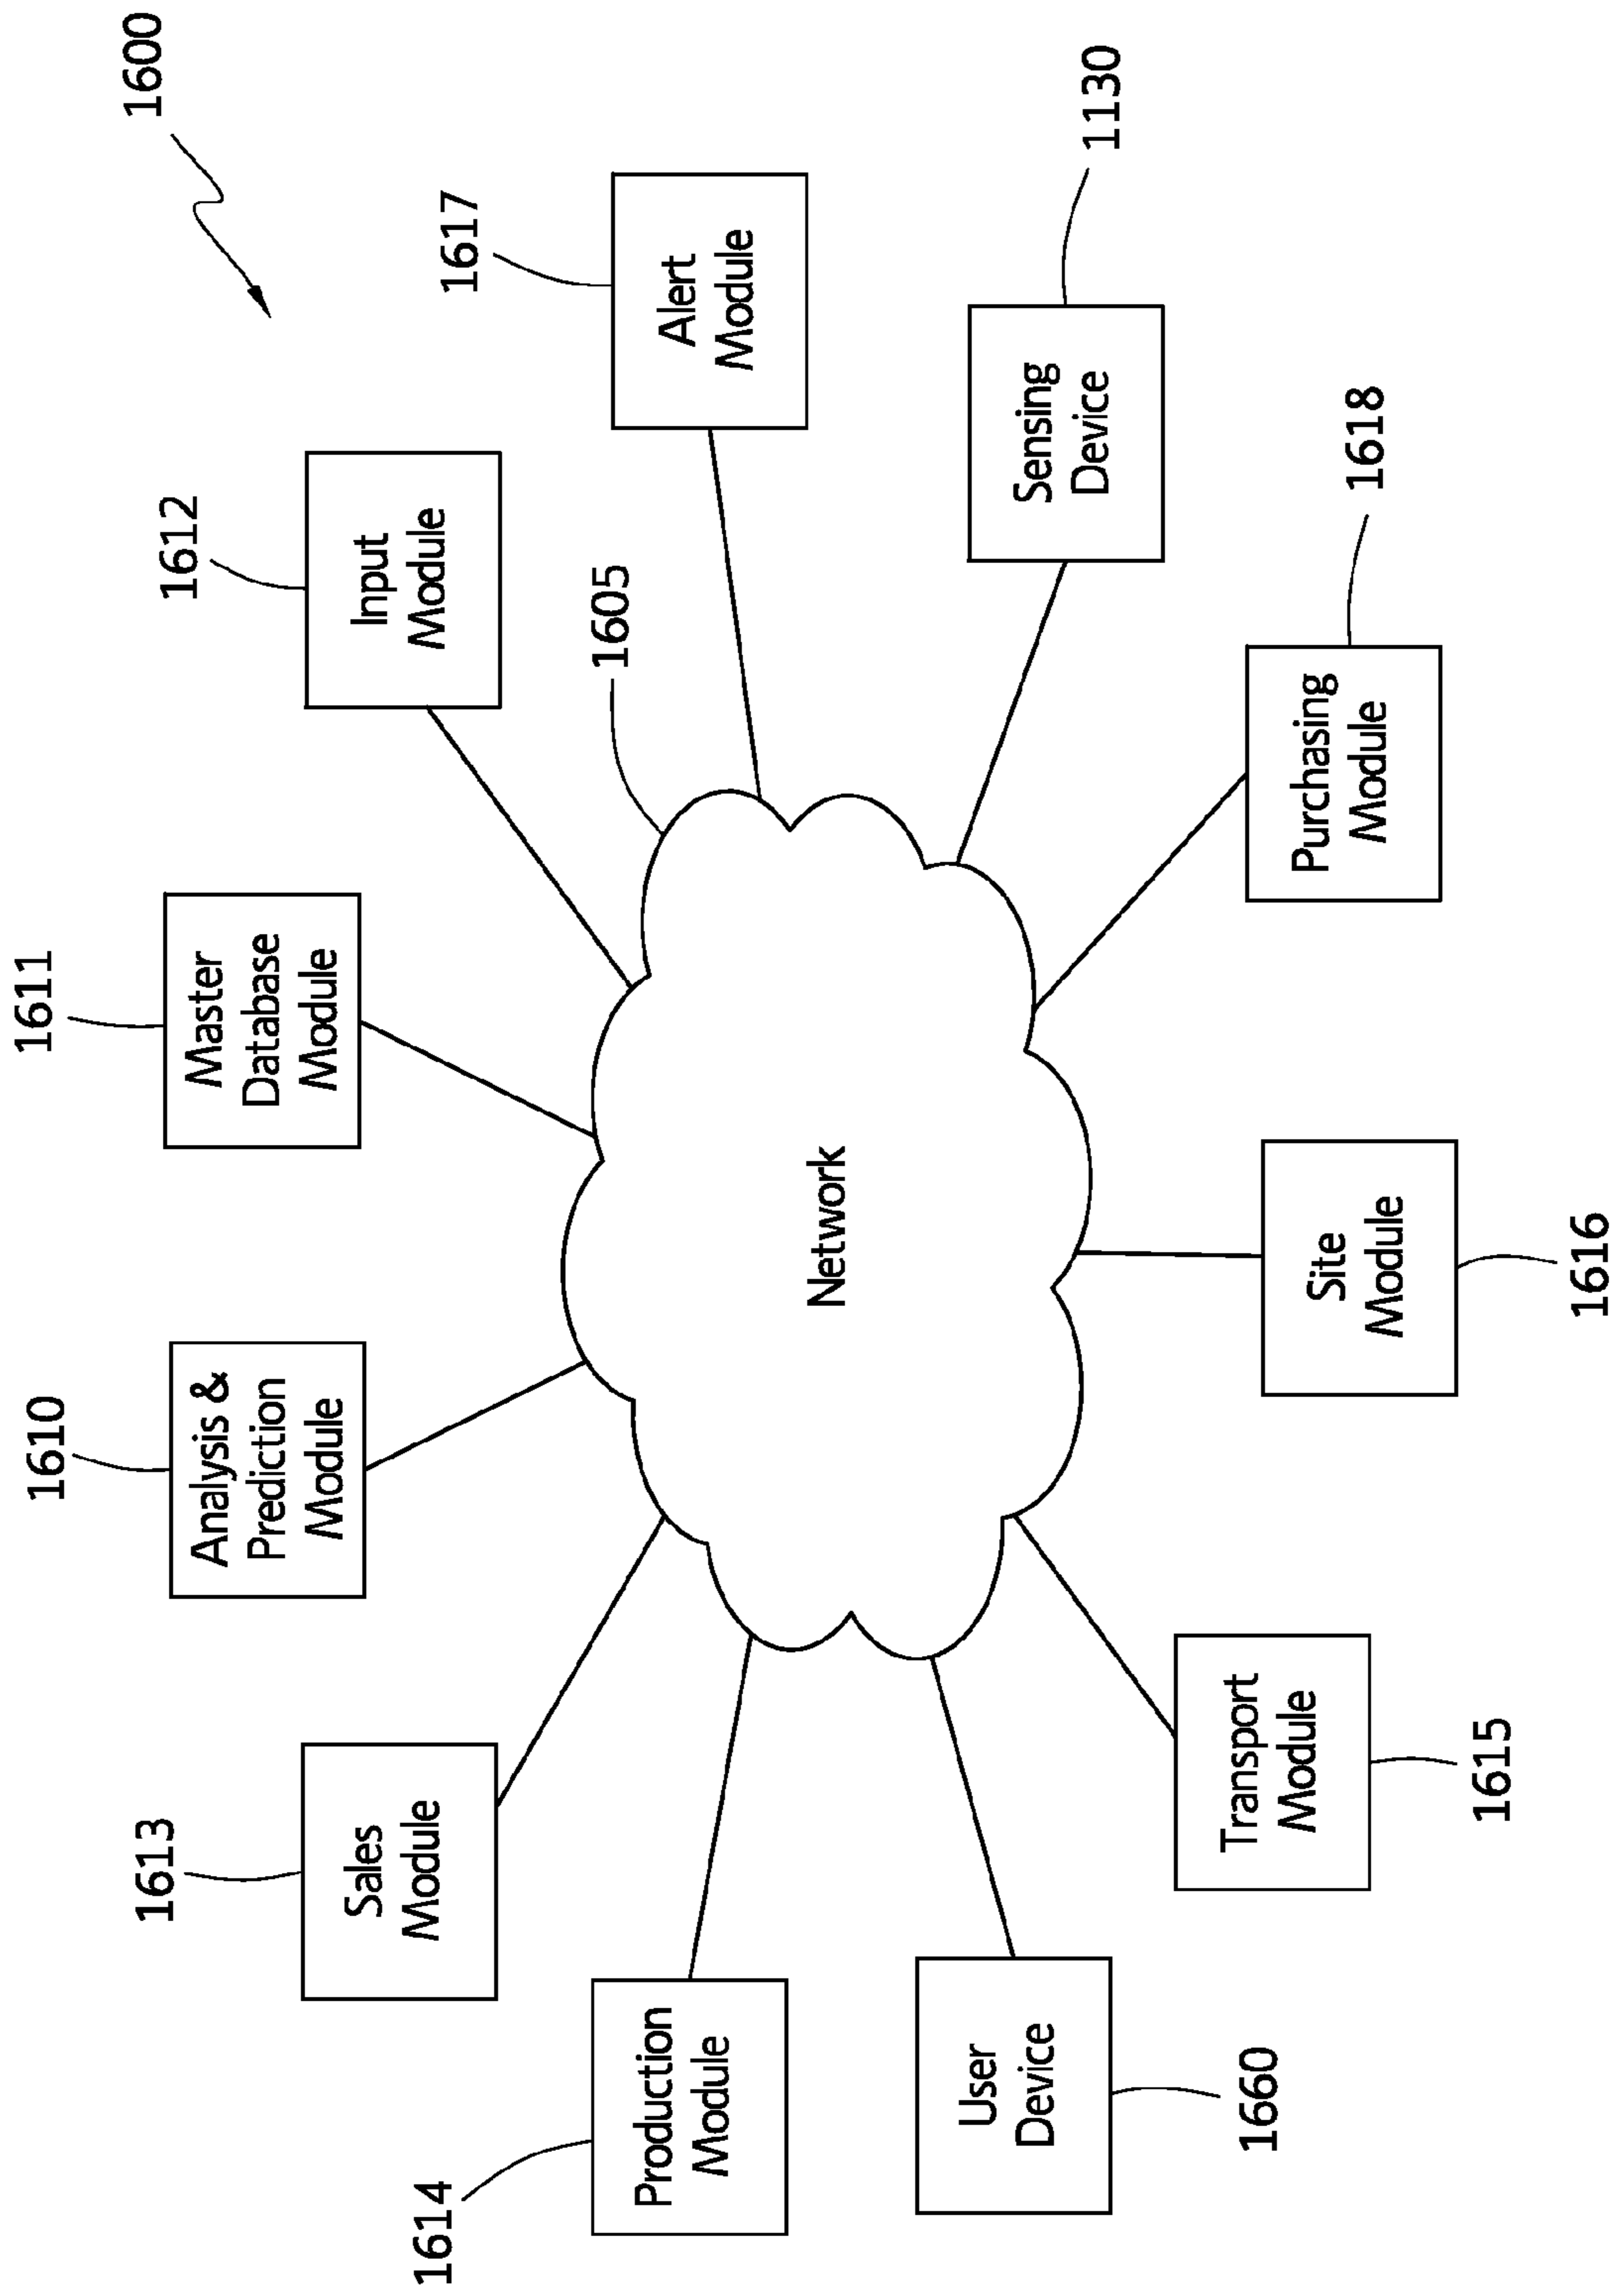 1600
1611
Master
Database
Module
1610
Analysis &
Prediction
Module
1612
Input
Module
1613
Sales
Module
1617
Alert
Module
1605
1614
Production
Module
Network
1130
Sensing
Device
User
Device
1660
1618
Purchasing
Module
Transport
Module
1615
Site
Module
1616